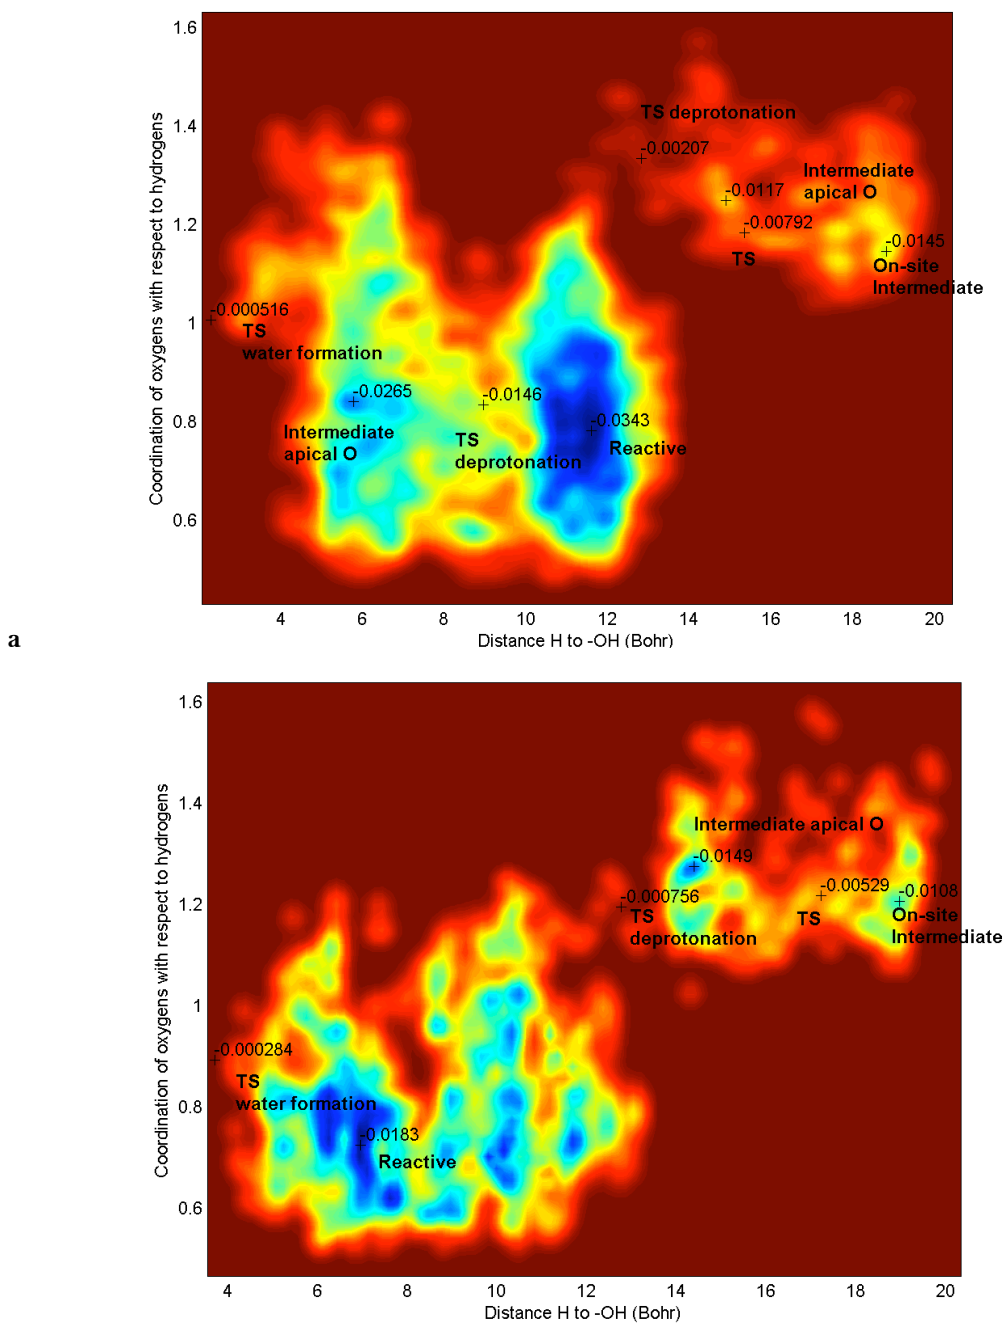 1.6
1.4
1.2
1
0.8
0.6
Coordination of oxygens with respect to hydrogens
TS deprotonation
-0.00207
Intermediate
apical O
-0.0117
-0.00792
TS
-0.0145
On-site
Intermediate
-0.000516
TS
water formation
-0.0265
Intermediate
apical O
-0.0146
TS
deprotonation
-0.0343
Reactive
4 6 8 10 12 14 16 18 20
Distance H to -OH (Bohr)
a
1.6
1.4
1.2
1
0.8
0.6
Coordination of oxygens with respect to hydrogens
Intermediate apical O
-0.0149
-0.000756
TS
deprotonation
-0.00529
TS
-0.0108
On-site
Intermediate
-0.000284
TS
water formation
-0.0183
Reactive
4 6 8 10 12 14 16 18 20
Distance H to -OH (Bohr)